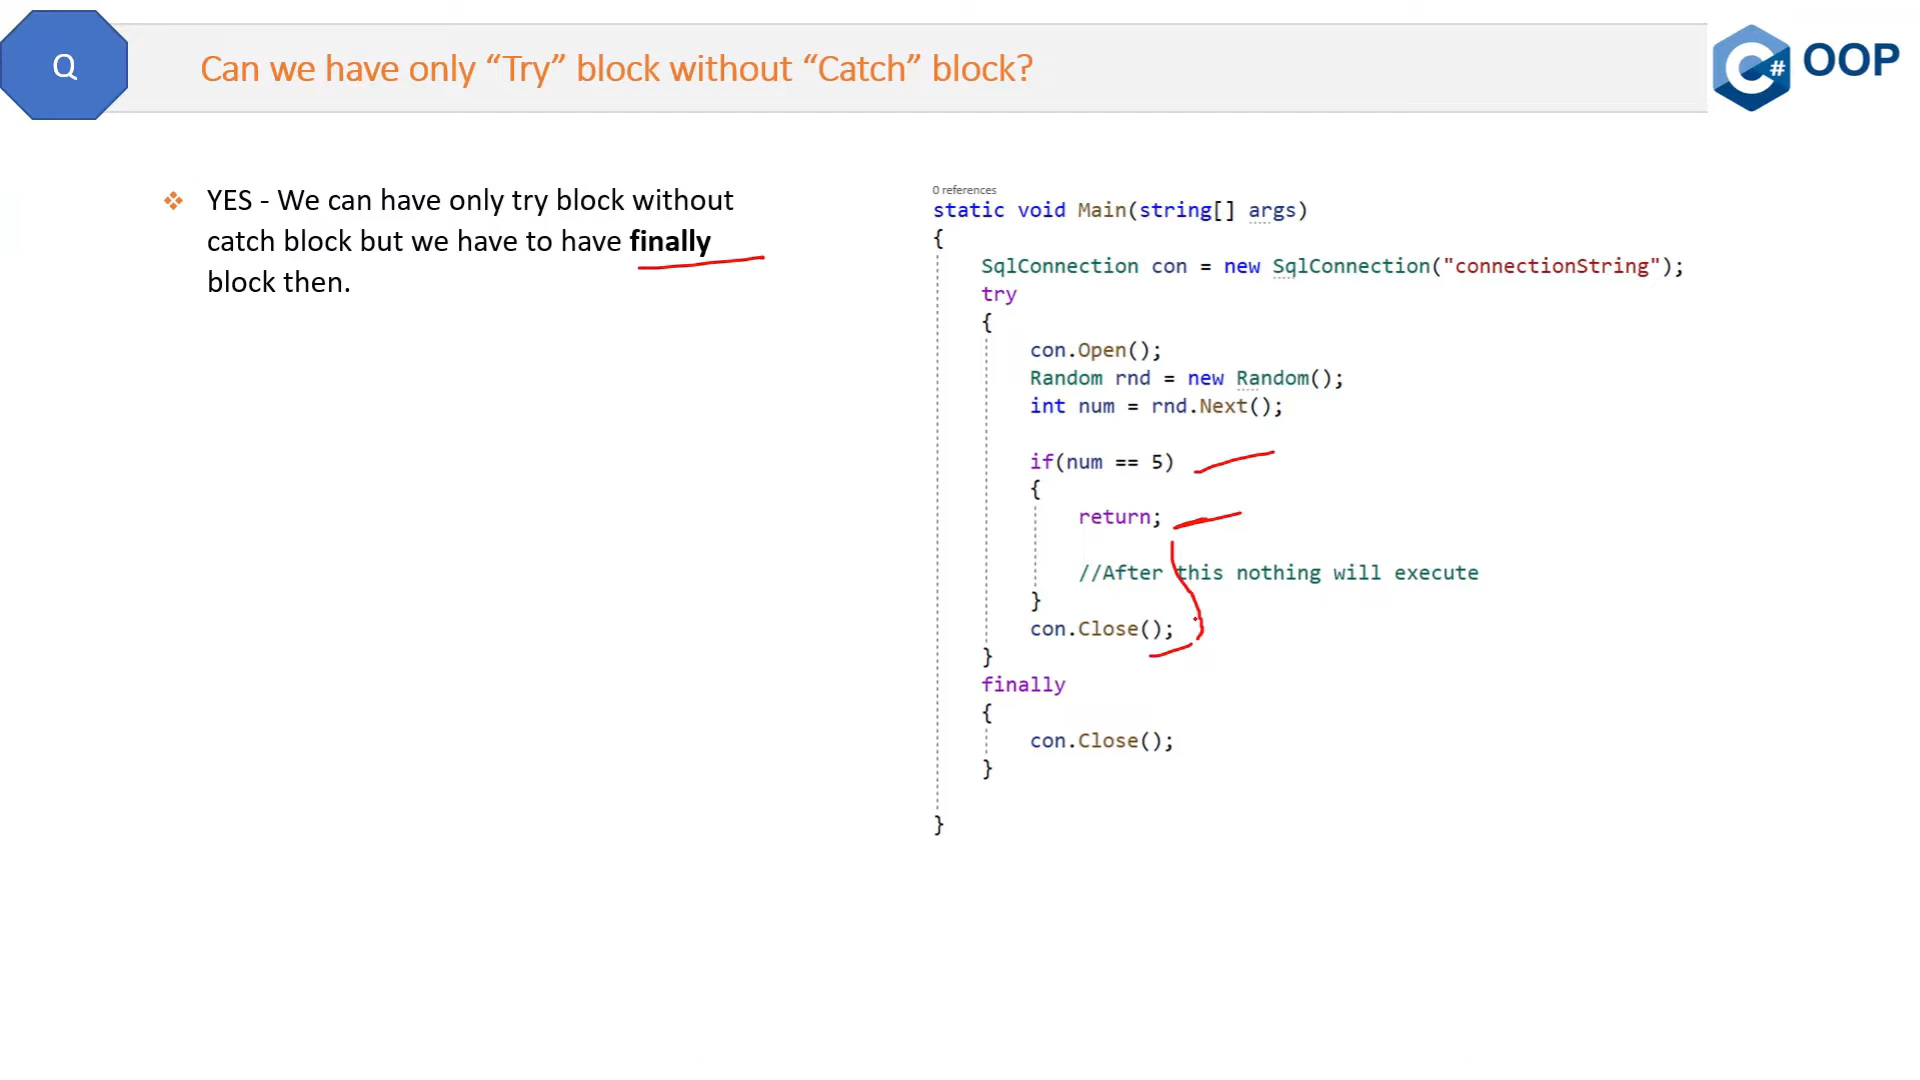 Q
Can we have only “Try” block without “Catch” block?
C# OOP
❖ YES - We can have only try block without
catch block but we have to have finally
block then.
0 references
static void Main(string[] args)
{
SqlConnection con = new SqlConnection("connectionString");
try
{
con.Open();
Random rnd = new Random();
int num = rnd.Next();
if(num == 5)
{
return;
//After this nothing will execute
}
con.Close();
}
finally
{
con.Close();
}
}